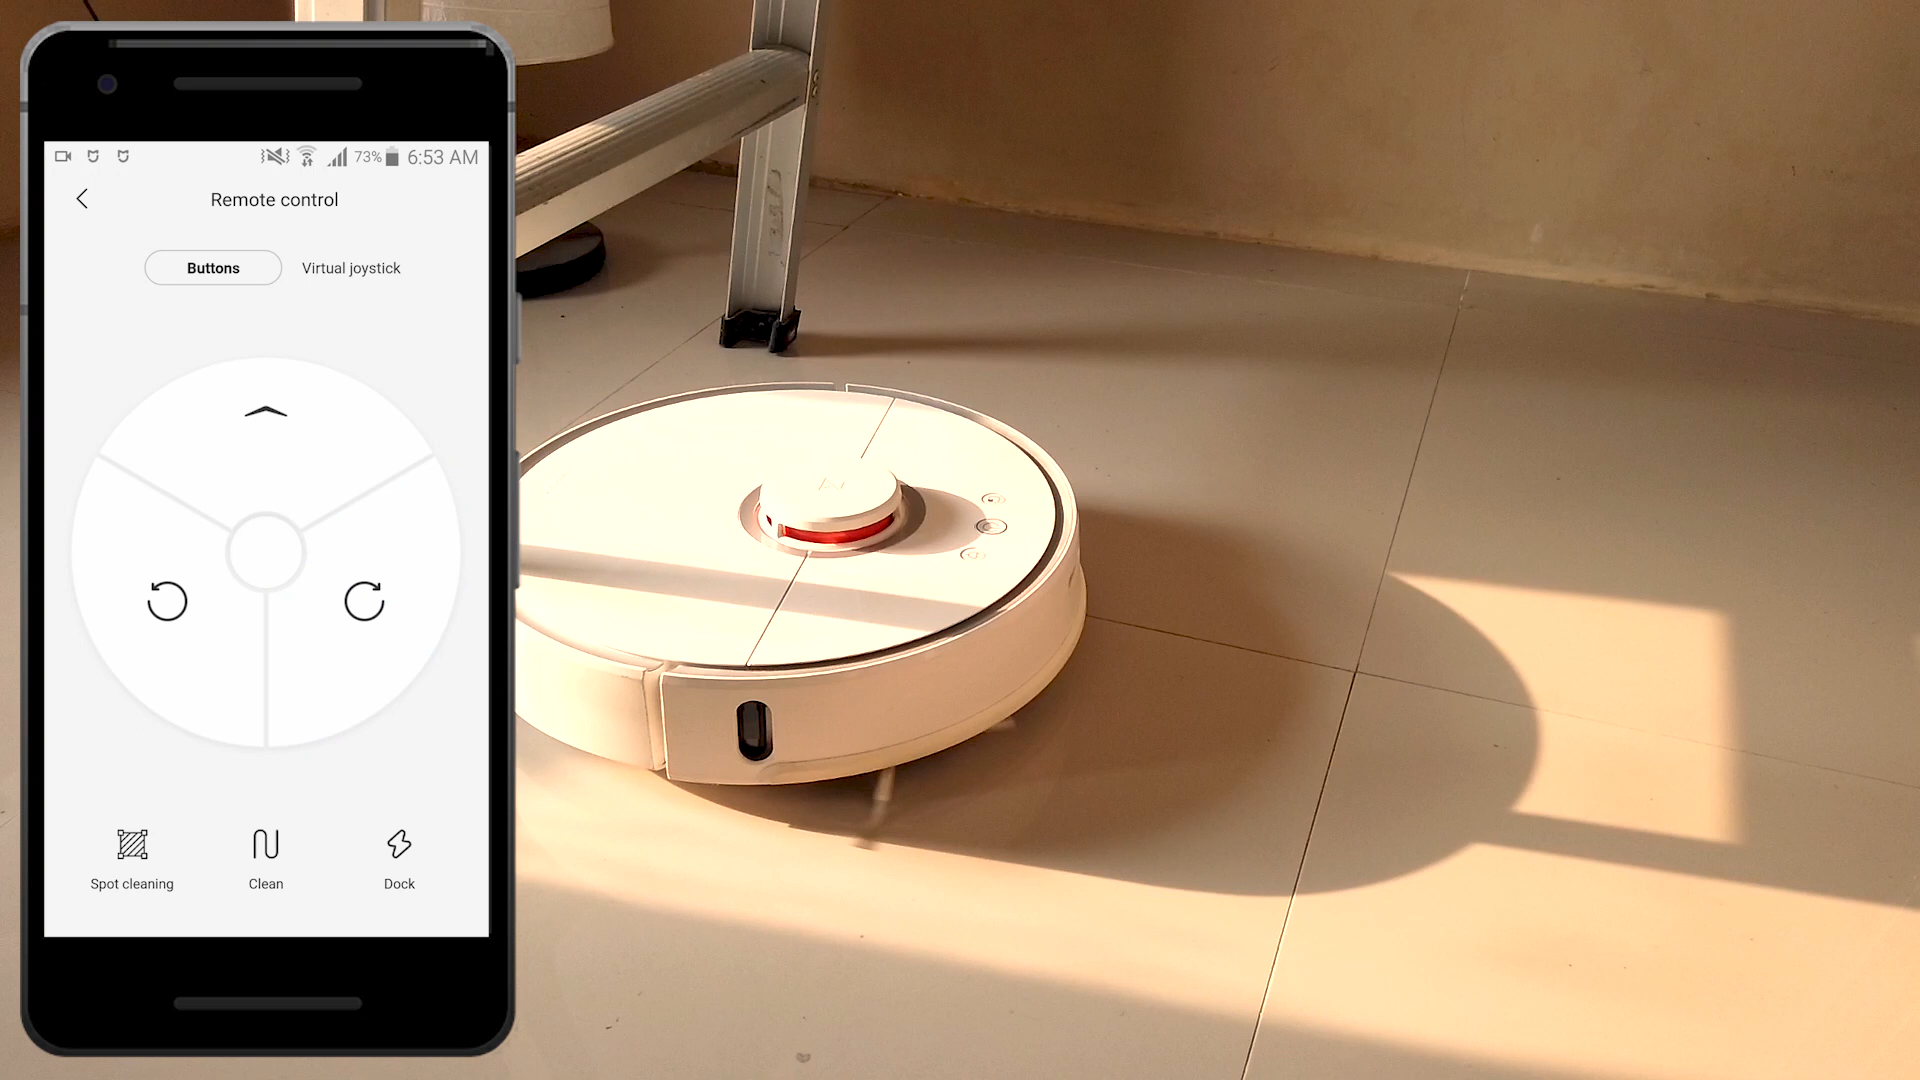 73% 6:53 AM
Remote control
Buttons Virtual joystick
Spot cleaning Clean Dock